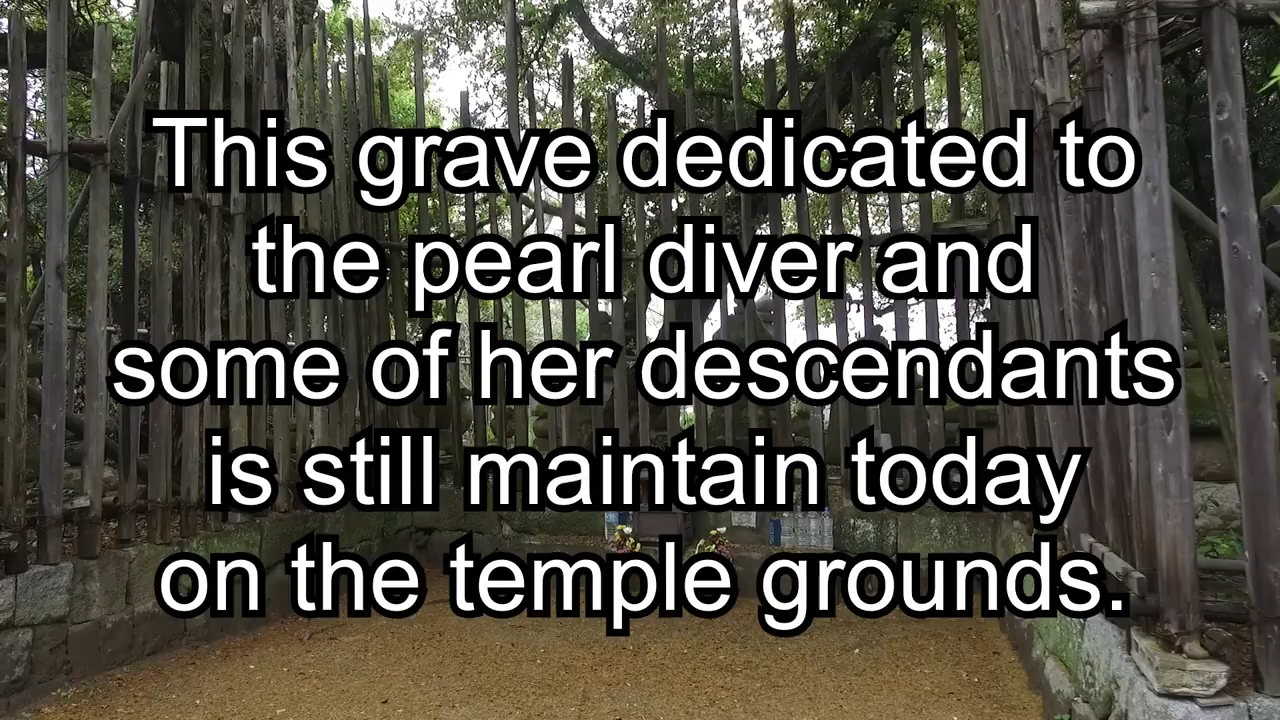 This grave dedicated to
the pearl diver and
some of her descendants
is still maintain today
on the temple grounds.